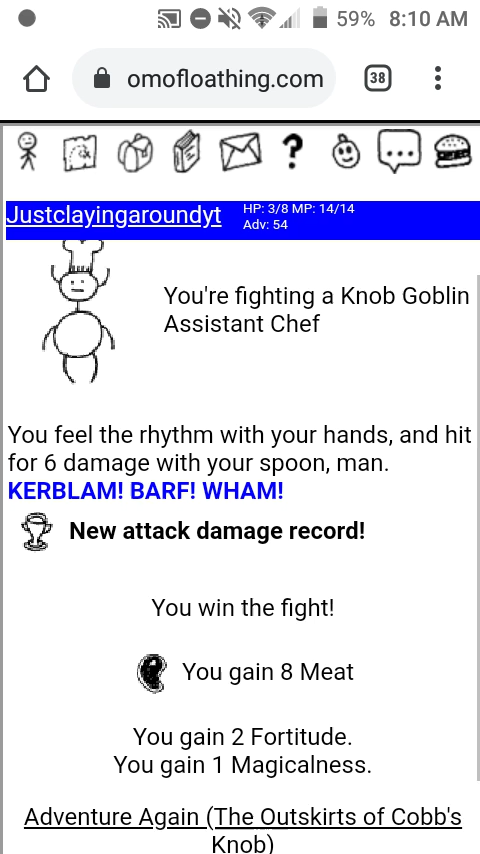 59% 8:10 AM
omofloathing.com
38
?
Justclayingaroundyt
HP: 3/8 MP: 14/14
Adv: 54
You're fighting a Knob Goblin
Assistant Chef
You feel the rhythm with your hands, and hit
for 6 damage with your spoon, man.
KERBLAM! BARF! WHAM!
New attack damage record!
You win the fight!
You gain 8 Meat
You gain 2 Fortitude.
You gain 1 Magicalness.
Adventure Again (The Outskirts of Cobb's
Knob)